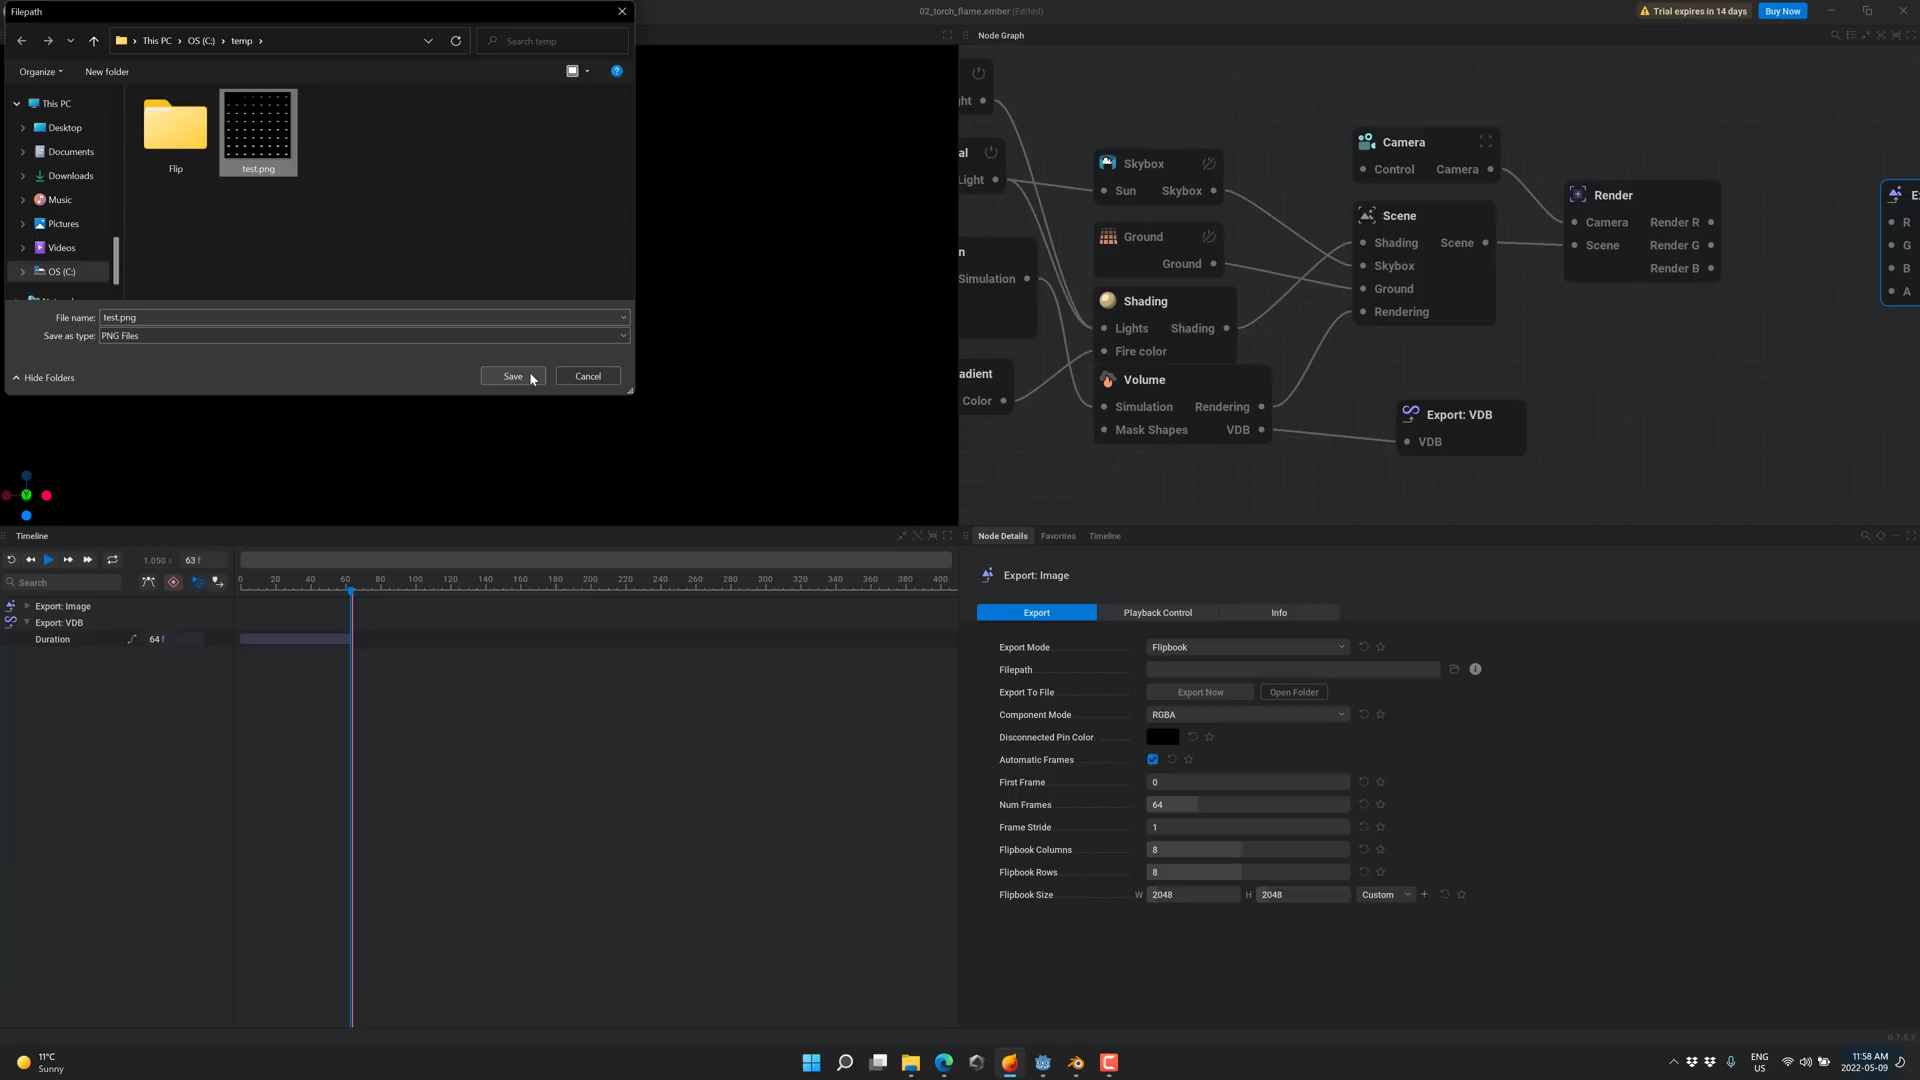 Filepath
This PC
OS (C:)
temp
Search temp
Organize
New folder
This PC
Desktop
Documents
Downloads
Music
Pictures
Videos
OS (C:)
Flip
test.png
File name:
test.png
Save as type:
PNG Files
Hide Folders
Save
Cancel
02_torch_flame.ember (Edited)
Trial expires in 14 days
Buy Now
Node Graph
Skybox
Sun
Skybox
Ground
Ground
Shading
Lights
Shading
Fire color
Volume
Simulation
Rendering
Mask Shapes
VDB
Light
Simulation
Color
Camera
Control
Camera
Scene
Shading
Scene
Skybox
Ground
Rendering
Render
Camera
Render R
Scene
Render G
Render B
R
G
B
A
Export: VDB
VDB
Y
Timeline
1.050 s
63 f
Search
0 20 40 60 80 100 120 140 160 180 200 220 240 260 280 300 320 340 360 380 400
Export: Image
Export: VDB
Duration
64 f
Node Details
Favorites
Timeline
Export: Image
Export
Playback Control
Info
Export Mode
Flipbook
Filepath
Export To File
Export Now
Open Folder
Component Mode
RGBA
Disconnected Pin Color
Automatic Frames
First Frame
0
Num Frames
64
Frame Stride
1
Flipbook Columns
8
Flipbook Rows
8
Flipbook Size
W 2048
H 2048
Custom
0.7.5.7
11°C
Sunny
ENG
US
11:58 AM
2022-05-09